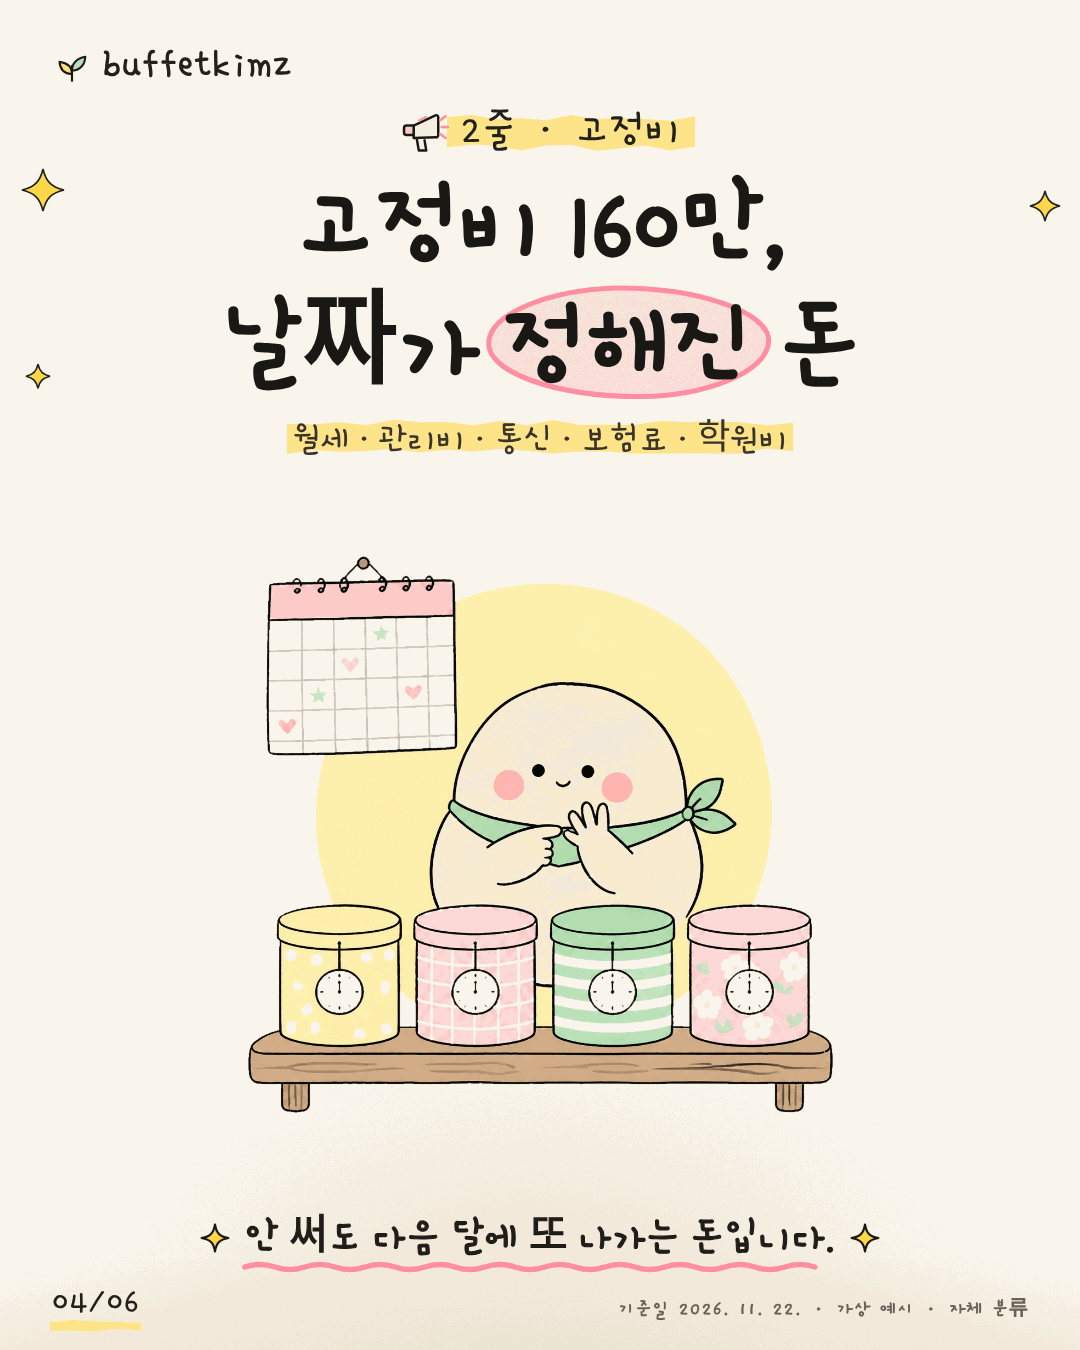 buffetkimz
2줄 · 고정비
고정비 160만,
날짜가 정해진 돈
월세 · 관리비 · 통신 · 보험료 · 학원비
안 써도 다음 달에 또 나가는 돈입니다.
04/06
기준일 2026. 11. 22. · 가상 예시 · 자체 분류